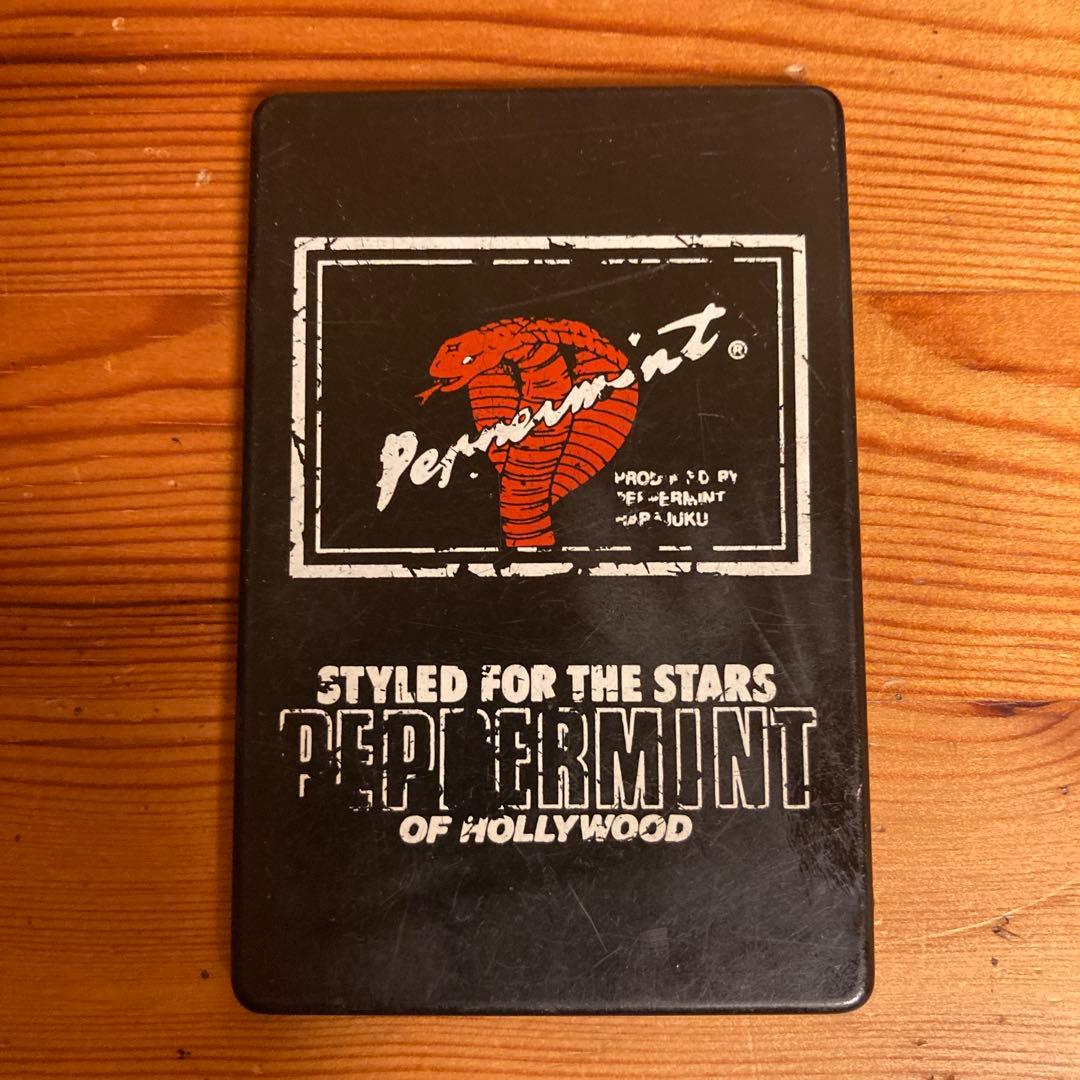 Peppermint®
PRODUCED BY
PEPPERMINT
HARAJUKU
STYLED FOR THE STARS
PEPPERMINT
OF HOLLYWOOD